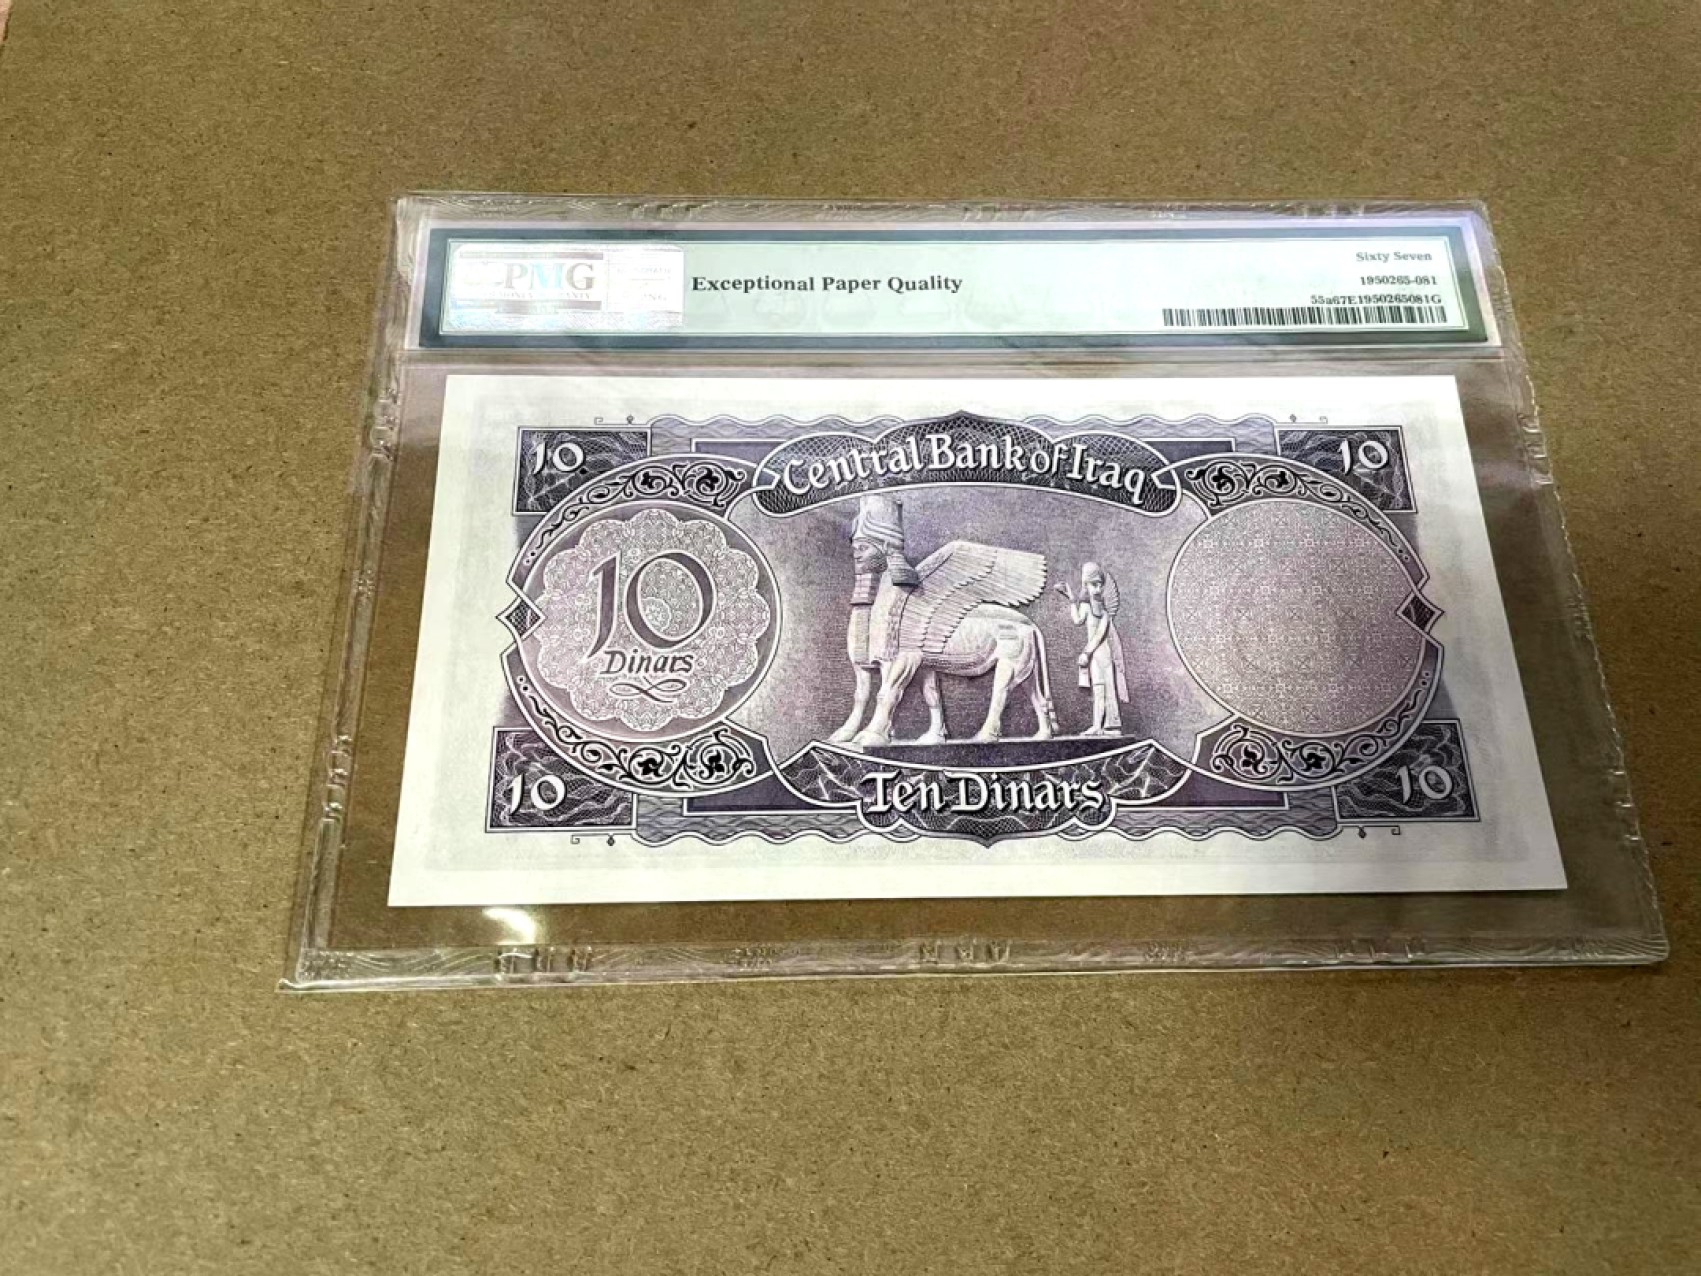 PMG
Exceptional Paper Quality
Sixty Seven
1950265-081
55a67E1950265081G
10
Central Bank of Iraq
10
10
Dinars
10
Ten Dinars
10